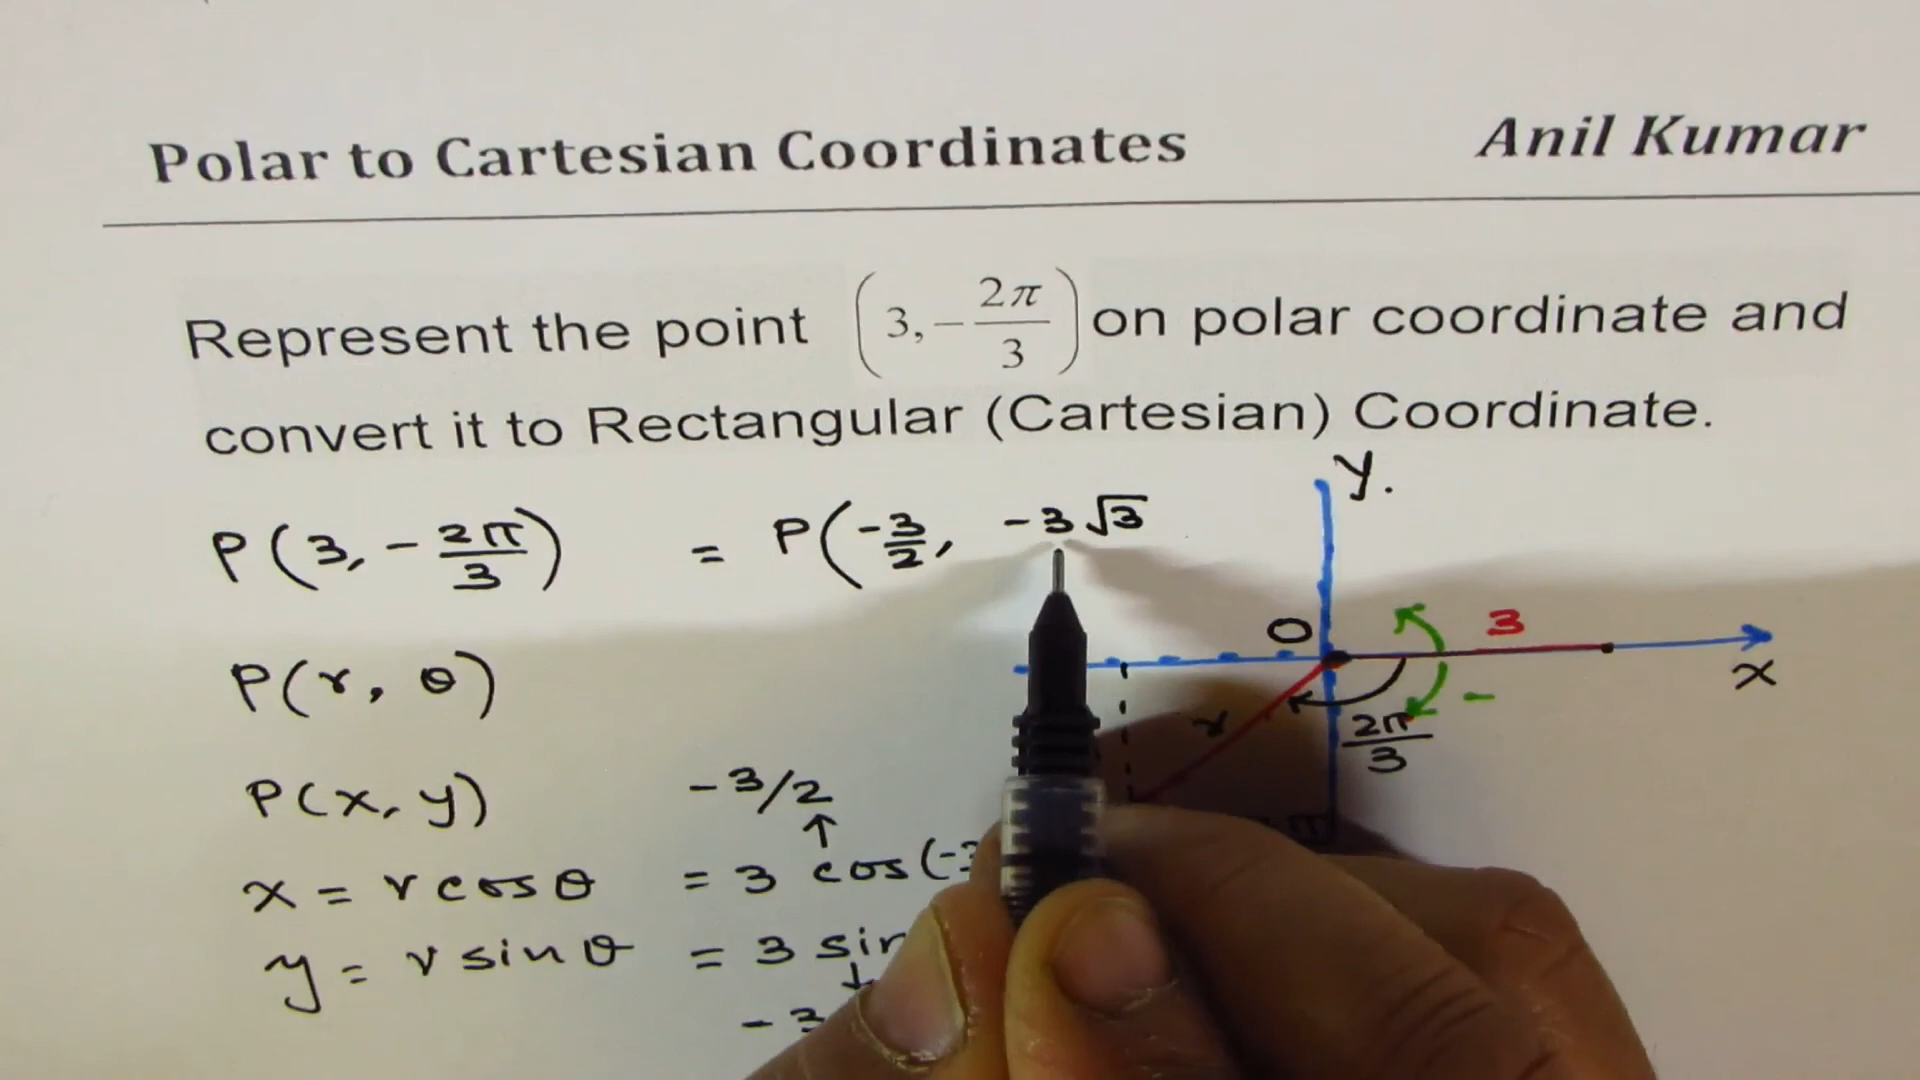 Polar to Cartesian Coordinates Anil Kumar
Represent the point (3, -2π/3) on polar coordinate and
convert it to Rectangular (Cartesian) Coordinate.
y.
P(3, -2π/3) = P(-3/2, -3√3
O 3
x
P(r, θ)
r 2π/3 -
P(x, y) -3/2
↑
x = r cos θ = 3 cos(-
y = r sin θ = 3 sin
↓
-3